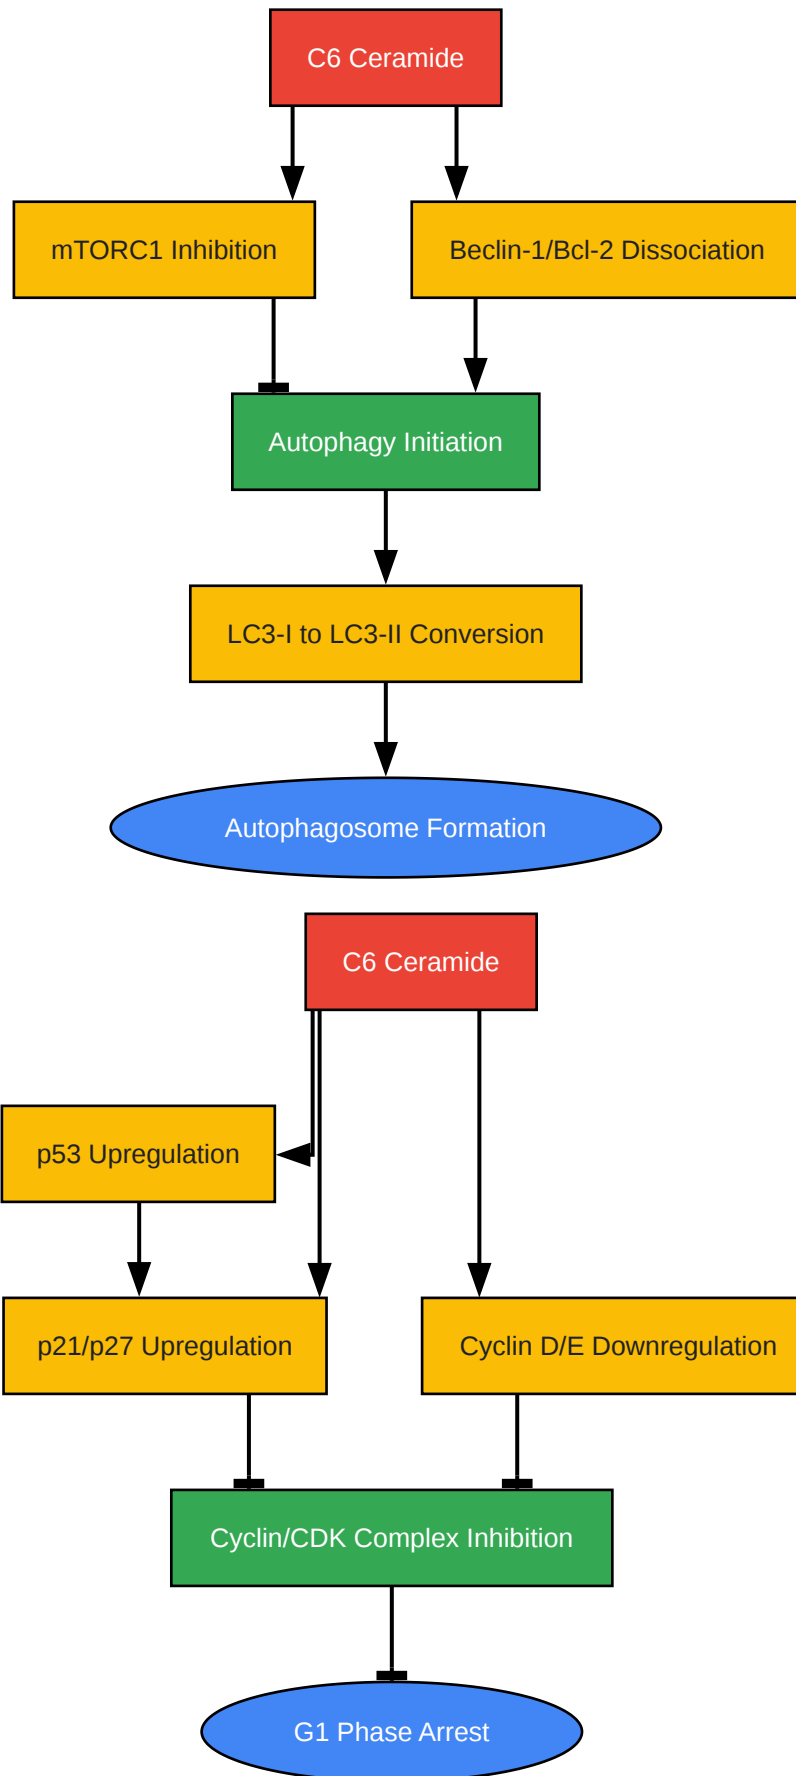 C6 Ceramide
mTORC1 Inhibition
Beclin-1/Bcl-2 Dissociation
Autophagy Initiation
LC3-I to LC3-II Conversion
Autophagosome Formation
C6 Ceramide
p53 Upregulation
p21/p27 Upregulation
Cyclin D/E Downregulation
Cyclin/CDK Complex Inhibition
G1 Phase Arrest